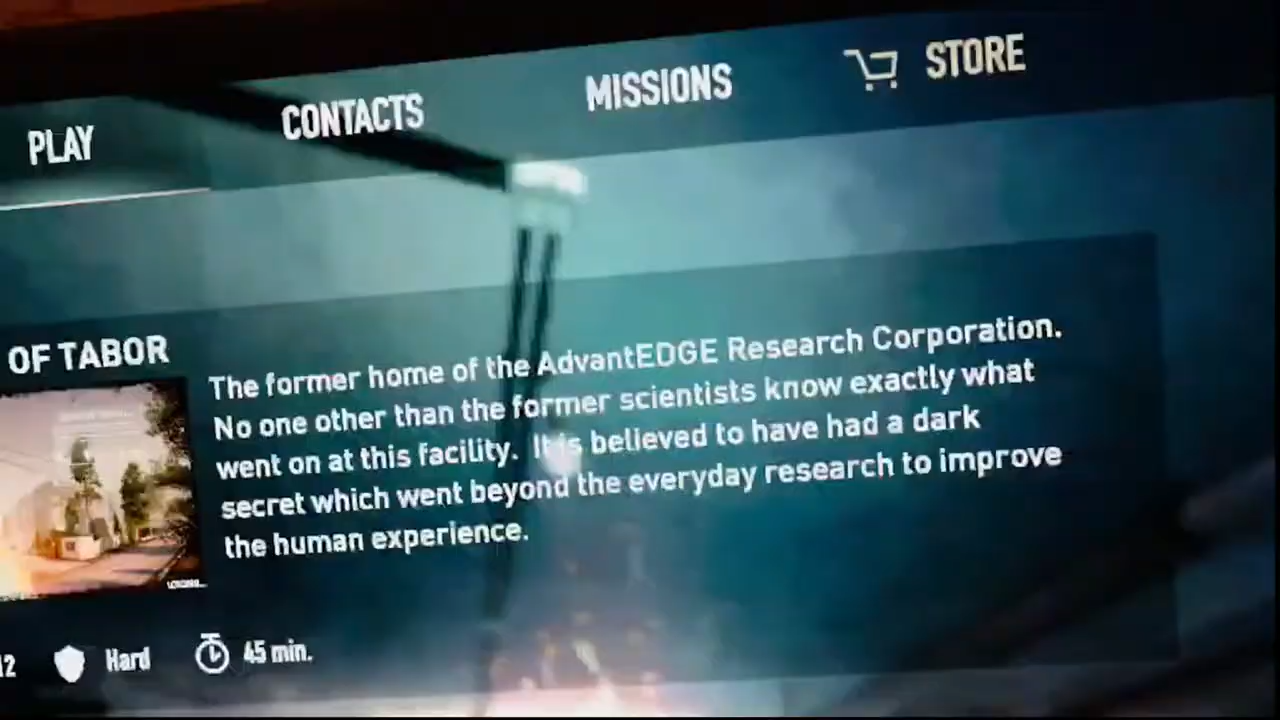 PLAY
CONTACTS
MISSIONS
STORE
OF TABOR
The former home of the AdvantEDGE Research Corporation.
No one other than the former scientists know exactly what
went on at this facility. It is believed to have had a dark
secret which went beyond the everyday research to improve
the human experience.
12
Hard
45 min.